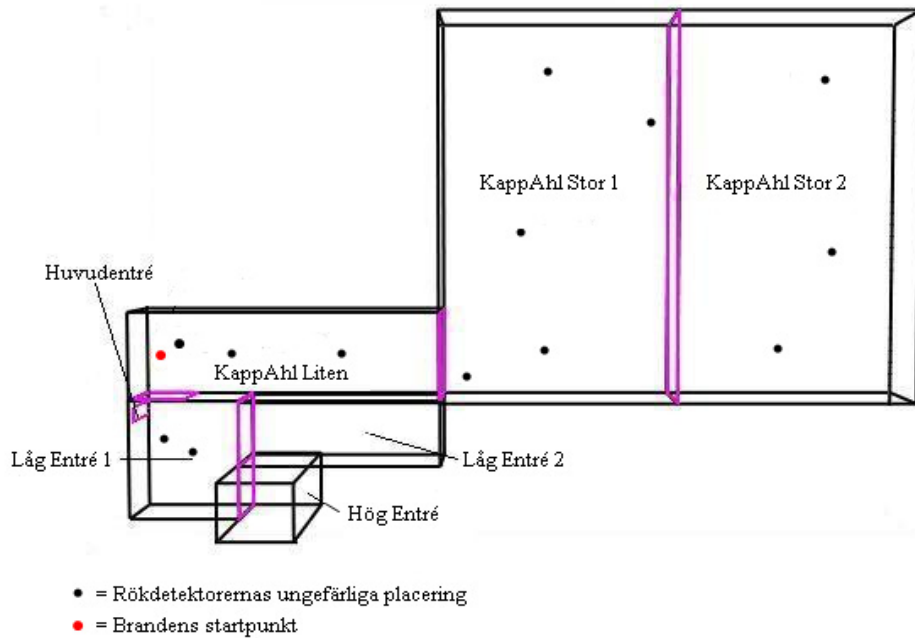 KappAhl Stor 1
KappAhl Stor 2
Huvudentré
KappAhl Liten
Låg Entré 1
Låg Entré 2
Hög Entré
= Rökdetektorernas ungefärliga placering
= Brandens startpunkt